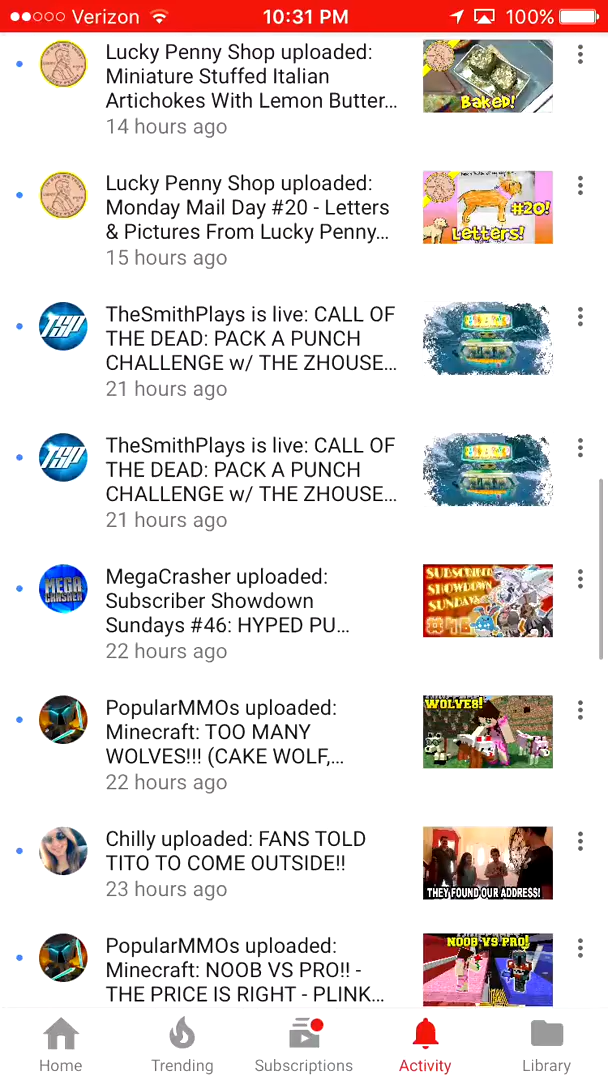 Verizon 10:31 PM 100%
Lucky Penny Shop uploaded:
Miniature Stuffed Italian
Artichokes With Lemon Butter...
14 hours ago
Baked!
Lucky Penny Shop uploaded:
Monday Mail Day #20 - Letters
& Pictures From Lucky Penny...
15 hours ago
#20!
Letters!
TheSmithPlays is live: CALL OF
THE DEAD: PACK A PUNCH
CHALLENGE w/ THE ZHOUSE...
21 hours ago
TSP
TheSmithPlays is live: CALL OF
THE DEAD: PACK A PUNCH
CHALLENGE w/ THE ZHOUSE...
21 hours ago
TSP
MegaCrasher uploaded:
Subscriber Showdown
Sundays #46: HYPED PU...
22 hours ago
MEGA
CRASHER
SUBSCRIBER
SHOWDOWN
SUNDAYS
#46
PopularMMOs uploaded:
Minecraft: TOO MANY
WOLVES!!! (CAKE WOLF,...
22 hours ago
WOLVES!
Chilly uploaded: FANS TOLD
TITO TO COME OUTSIDE!!
23 hours ago
THEY FOUND OUR ADDRESS!
PopularMMOs uploaded:
Minecraft: NOOB VS PRO!! -
THE PRICE IS RIGHT - PLINK...
NOOB VS PRO!
Home Trending Subscriptions Activity Library